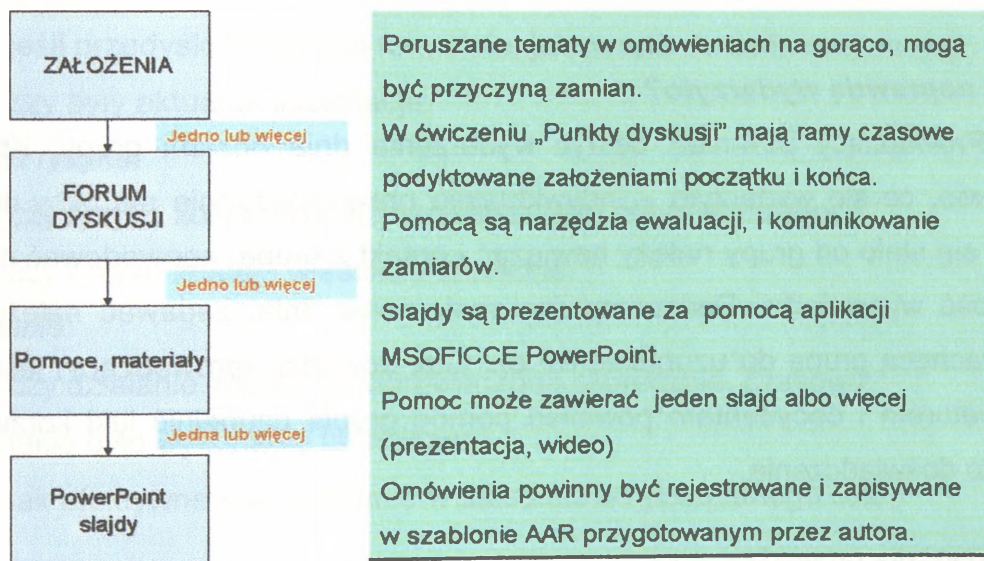 ZAŁOŻENIA
Jedno lub więcej
FORUM
DYSKUSJI
Jedno lub więcej
Pomoce, materiały
Jedna lub więcej
PowerPoint
slajdy
Poruszane tematy w omówieniach na gorąco, mogą
być przyczyną zamian.
W ćwiczeniu „Punkty dyskusji” mają ramy czasowe
podyktowane założeniami początku i końca.
Pomocą są narzędzia ewaluacji, i komunikowanie
zamiarów.
Slajdy są prezentowane za pomocą aplikacji
MSOFICCE PowerPoint.
Pomoc może zawierać jeden slajd albo więcej
(prezentacja, wideo)
Omówienia powinny być rejestrowane i zapisywane
w szablonie AAR przygotowanym przez autora.